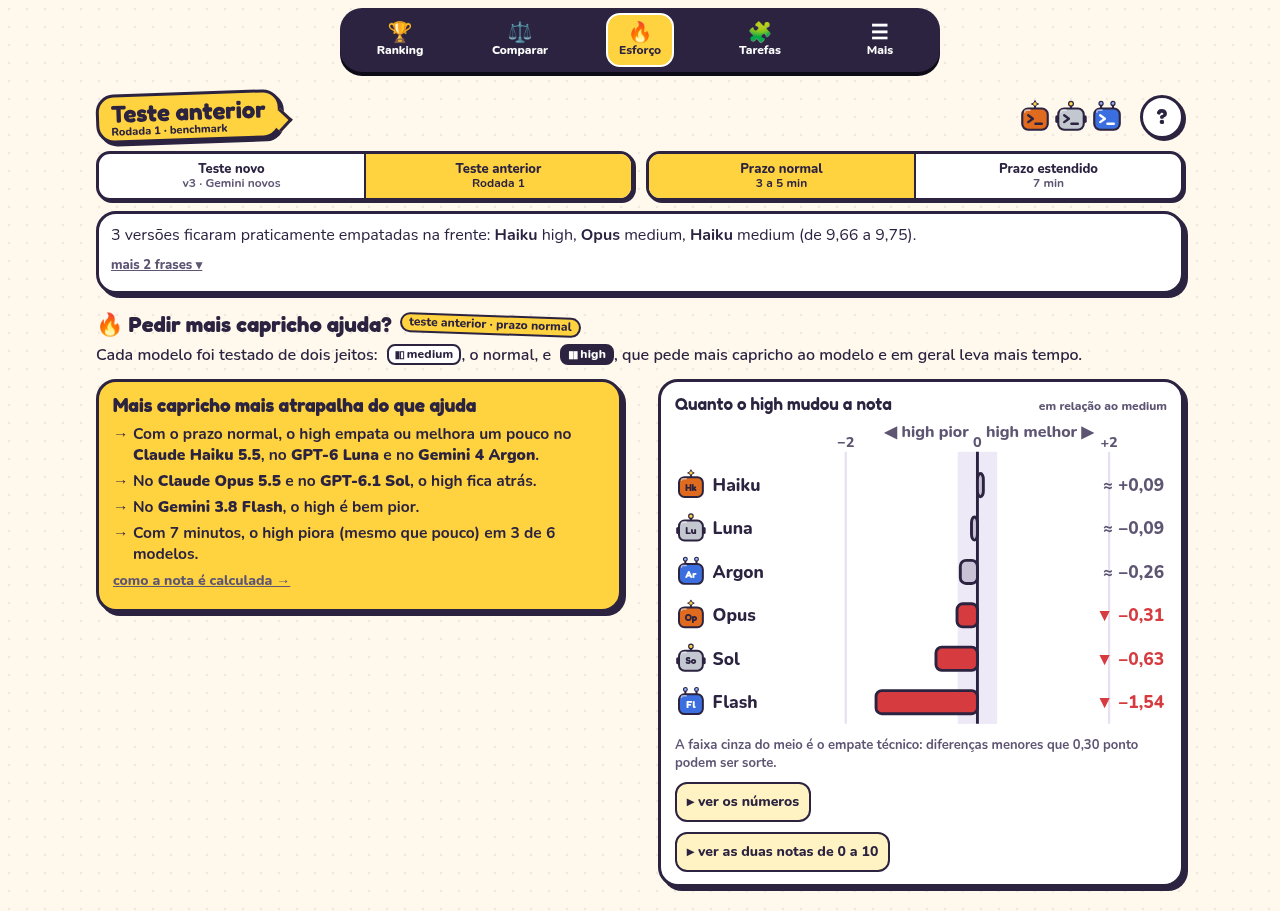 🏆
Ranking
⚖️
Comparar
🔥
Esforço
🧩
Tarefas
☰
Mais
Teste anterior
Rodada 1 · benchmark
?
Teste novo
v3 · Gemini novos
Teste anterior
Rodada 1
Prazo normal
3 a 5 min
Prazo estendido
7 min
3 versões ficaram praticamente empatadas na frente: Haiku high, Opus medium, Haiku medium (de 9,66 a 9,75).
mais 2 frases ▾
🔥 Pedir mais capricho ajuda? teste anterior · prazo normal
Cada modelo foi testado de dois jeitos: medium, o normal, e high, que pede mais capricho ao modelo e em geral leva mais tempo.
Mais capricho mais atrapalha do que ajuda
→ Com o prazo normal, o high empata ou melhora um pouco no
Claude Haiku 5.5, no GPT-6 Luna e no Gemini 4 Argon.
→ No Claude Opus 5.5 e no GPT-6.1 Sol, o high fica atrás.
→ No Gemini 3.8 Flash, o high é bem pior.
→ Com 7 minutos, o high piora (mesmo que pouco) em 3 de 6
modelos.
como a nota é calculada →
Quanto o high mudou a nota em relação ao medium
◀ high pior high melhor ▶
−2 0 +2
Hk Haiku ≈ +0,09
Lu Luna ≈ −0,09
Ar Argon ≈ −0,26
Op Opus ▼ −0,31
So Sol ▼ −0,63
Fl Flash ▼ −1,54
A faixa cinza do meio é o empate técnico: diferenças menores que 0,30 ponto
podem ser sorte.
▸ ver os números
▸ ver as duas notas de 0 a 10